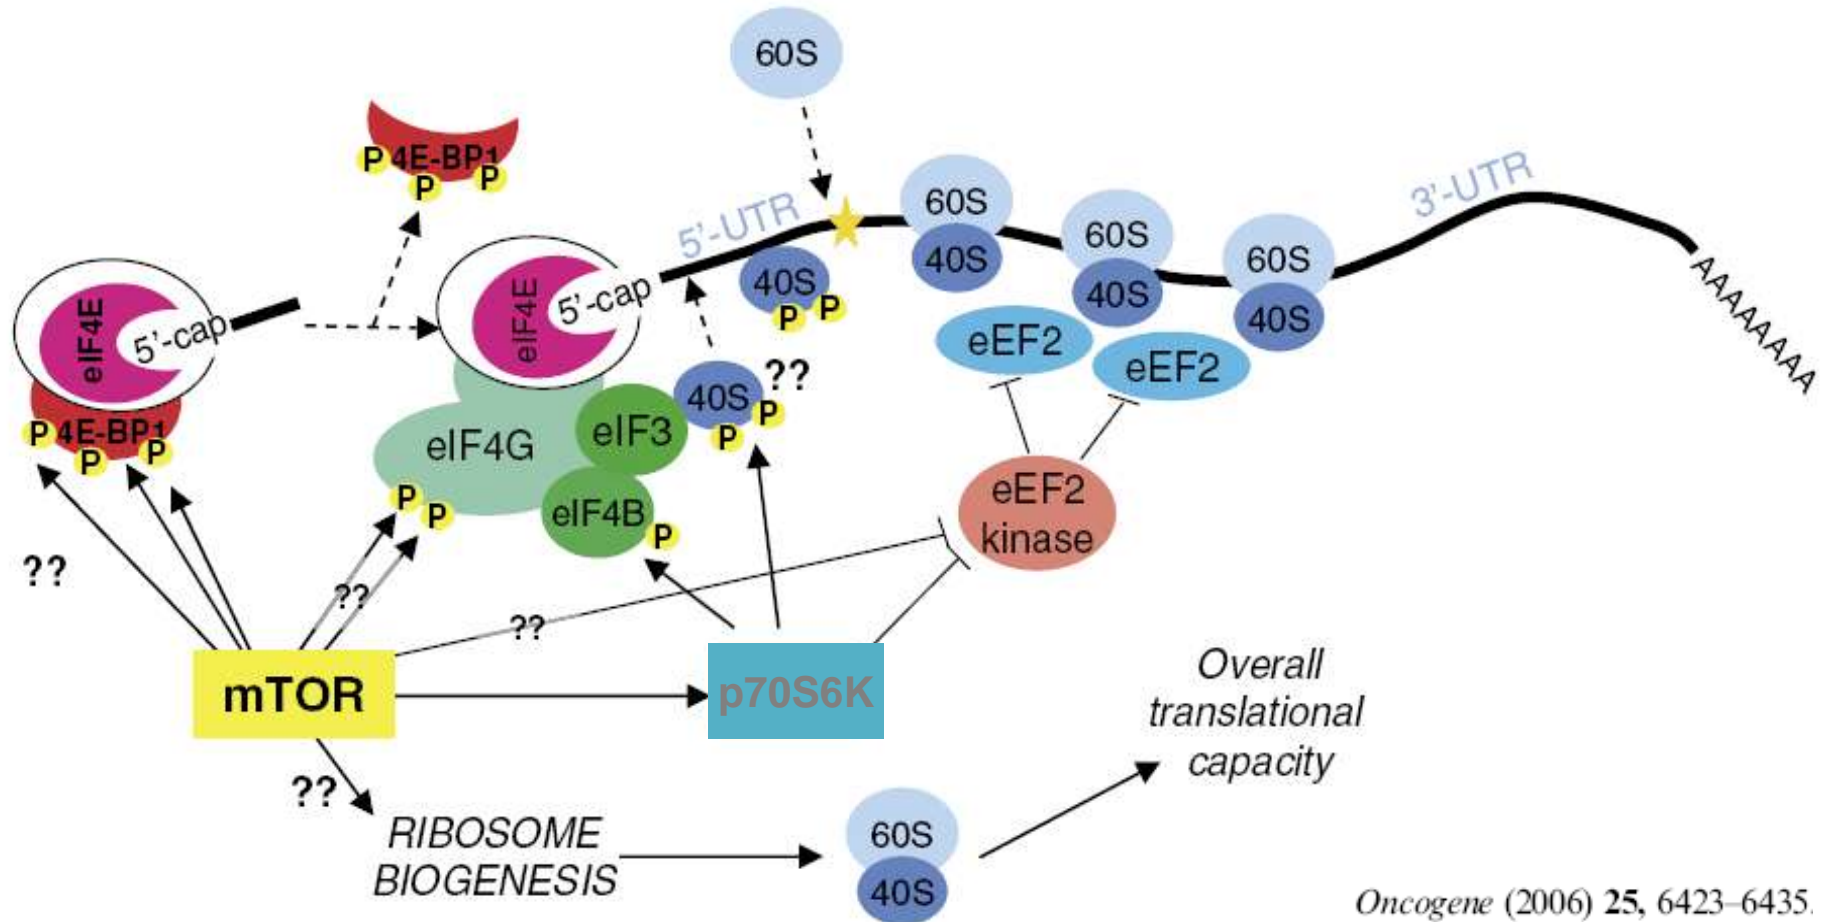 60S
P 4E-BP1 P
P
5'-UTR
60S
40S
60S
40S
60S
40S
3'-UTR
AAAAAAAA
eIF4E
5'-cap
P 4E-BP1 P
P
eIF4E
5'-cap
40S
P P
??
40S
P
P
eIF4G
eIF3
eIF4B
P
P
P
eEF2
eEF2
eEF2
kinase
??
??
??
mTOR
p70S6K
??
RIBOSOME
BIOGENESIS
60S
40S
Overall
translational
capacity
Oncogene (2006) 25, 6423–6435.